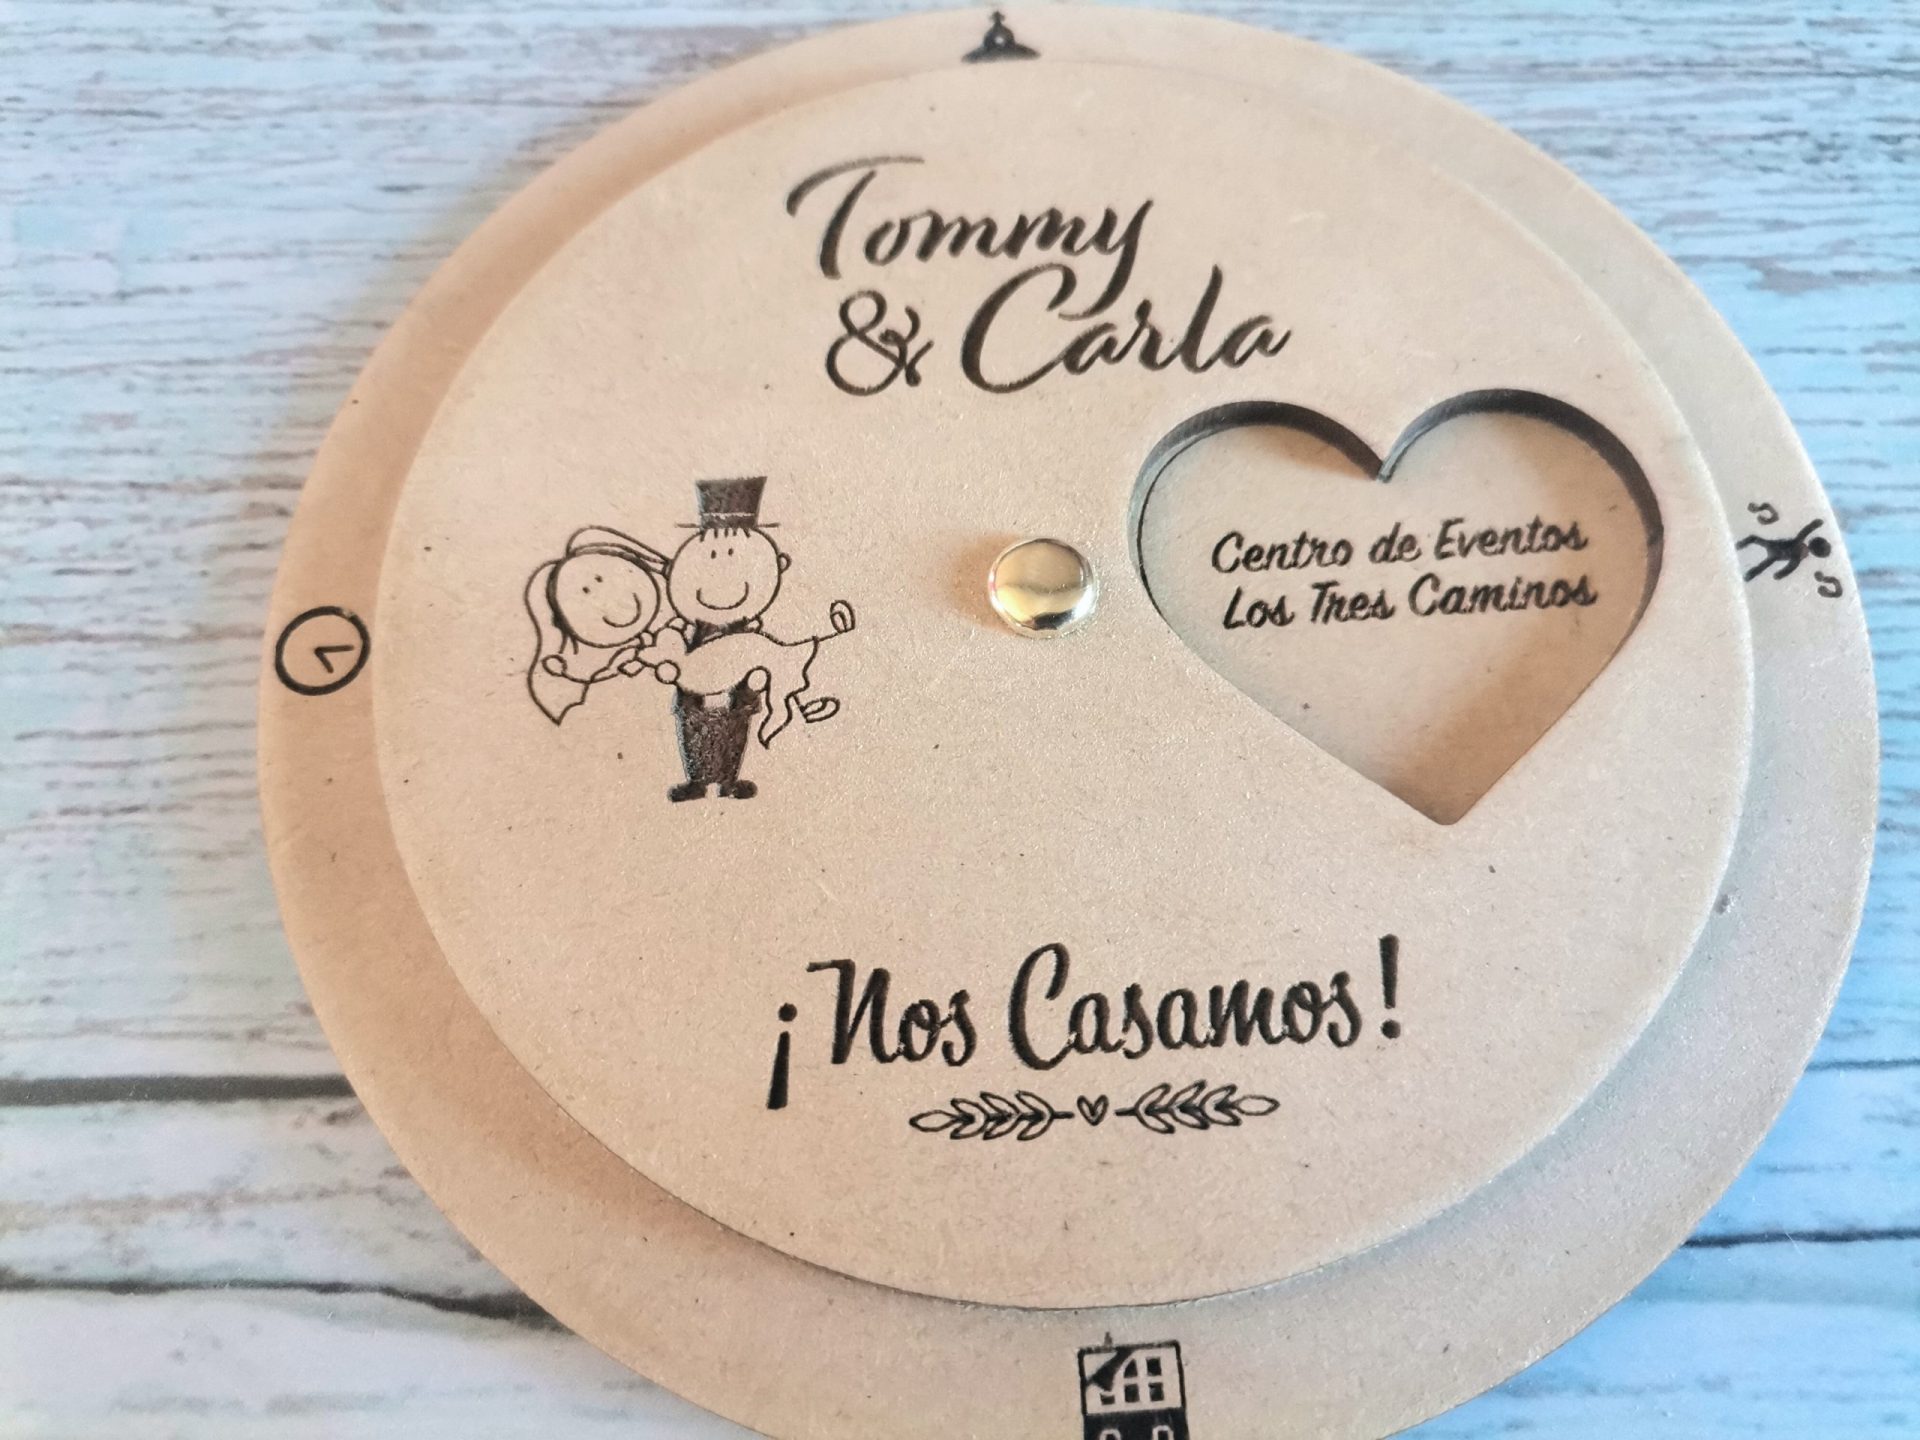 Tommy
& Carla
Centro de Eventos
Los Tres Caminos
¡Nos Casamos!